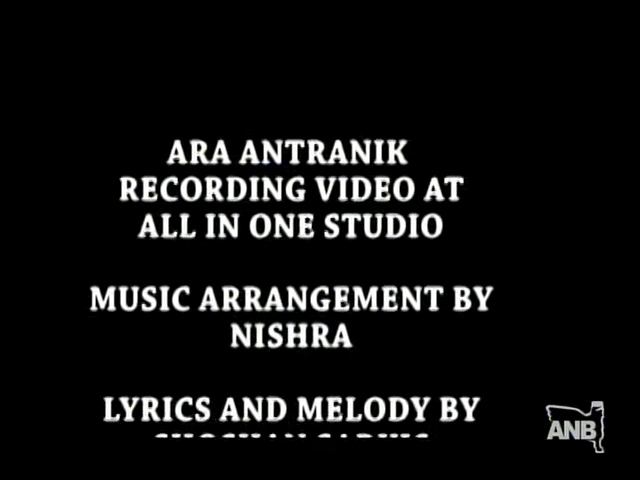 ARA ANTRANIK
RECORDING VIDEO AT
ALL IN ONE STUDIO
MUSIC ARRANGEMENT BY
NISHRA
LYRICS AND MELODY BY
ANB